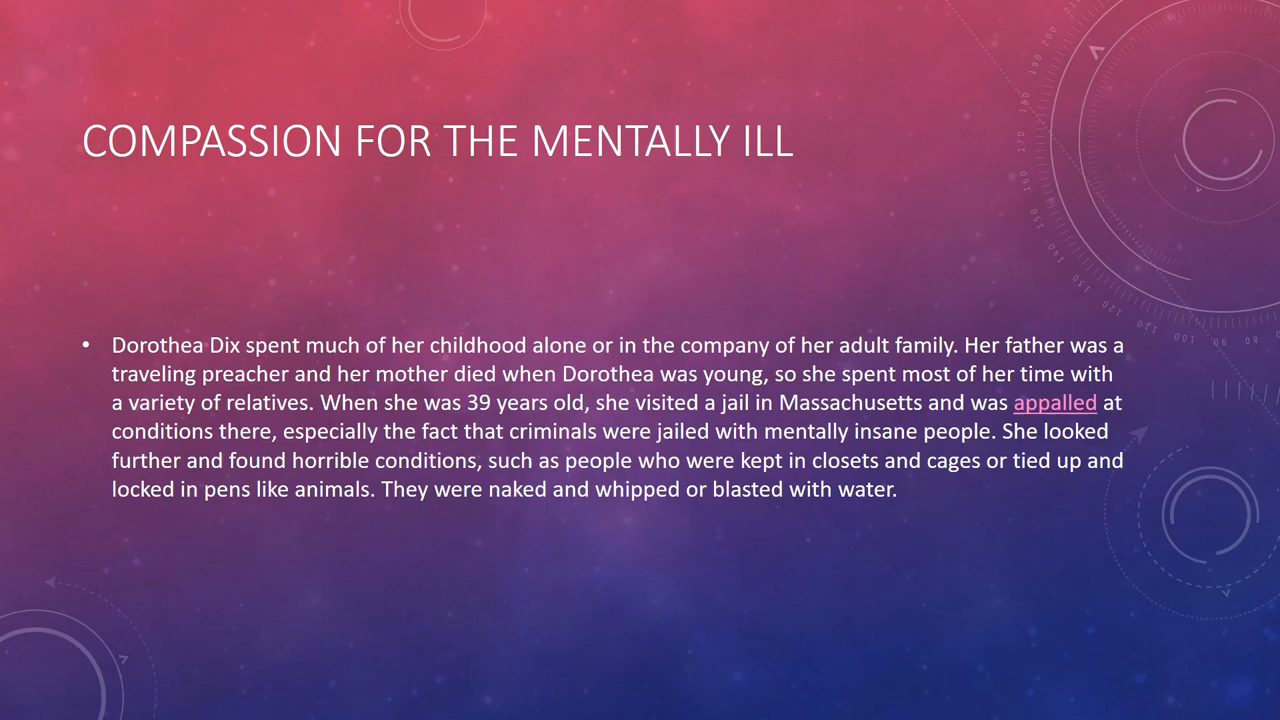 COMPASSION FOR THE MENTALLY ILL
• Dorothea Dix spent much of her childhood alone or in the company of her adult family. Her father was a
traveling preacher and her mother died when Dorothea was young, so she spent most of her time with
a variety of relatives. When she was 39 years old, she visited a jail in Massachusetts and was appalled at
conditions there, especially the fact that criminals were jailed with mentally insane people. She looked
further and found horrible conditions, such as people who were kept in closets and cages or tied up and
locked in pens like animals. They were naked and whipped or blasted with water.